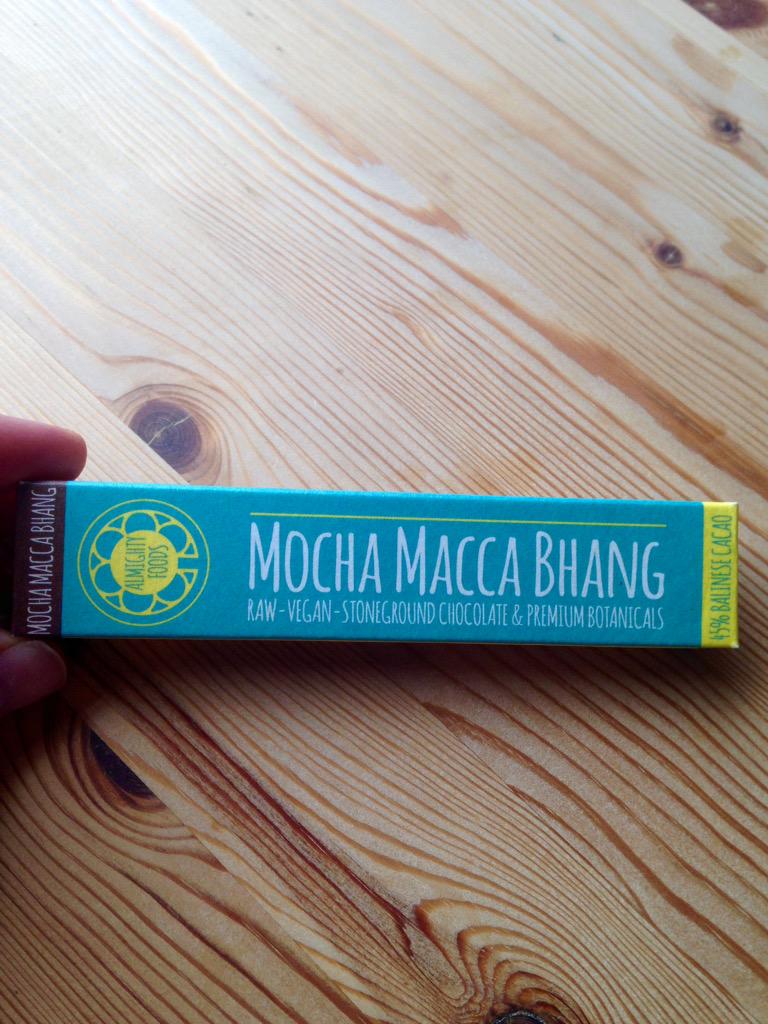 MOCHA MACCA BHANG
ALMIGHTY
FOODS
MOCHA MACCA BHANG
RAW-VEGAN-STONEGROUND CHOCOLATE & PREMIUM BOTANICALS
45% BALINESE CACAO